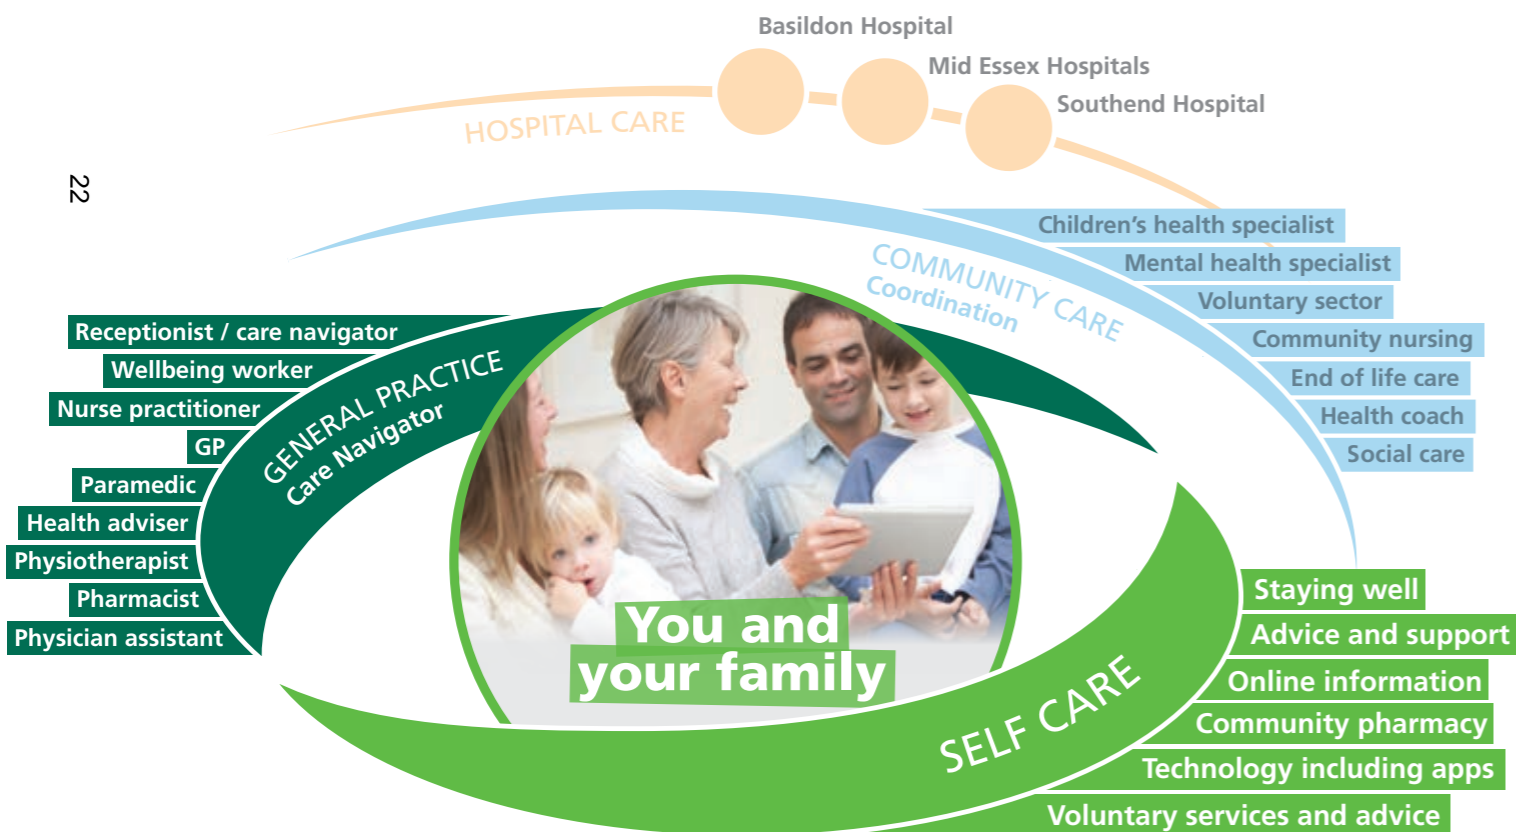 Basildon Hospital
Mid Essex Hospitals
Southend Hospital
HOSPITAL CARE
22
Children's health specialist
Mental health specialist
Voluntary sector
Community nursing
End of life care
Health coach
Social care
COMMUNITY CARE
Coordination
Receptionist / care navigator
Wellbeing worker
Nurse practitioner
GP
Paramedic
Health adviser
Physiotherapist
Pharmacist
Physician assistant
GENERAL PRACTICE
Care Navigator
You and
your family
SELF CARE
Staying well
Advice and support
Online information
Community pharmacy
Technology including apps
Voluntary services and advice